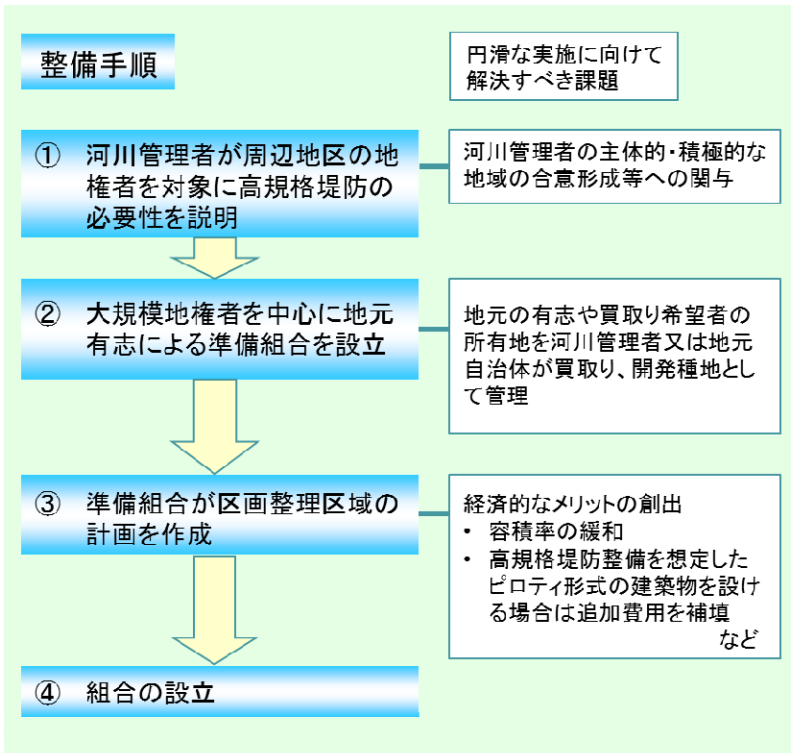 整備手順
円滑な実施に向けて
解決すべき課題
① 河川管理者が周辺地区の地
権者を対象に高規格堤防の
必要性を説明
河川管理者の主体的・積極的な
地域の合意形成等への関与
② 大規模地権者を中心に地元
有志による準備組合を設立
地元の有志や買取り希望者の
所有地を河川管理者又は地元
自治体が買取り、開発種地とし
て管理
③ 準備組合が区画整理区域の
計画を作成
経済的なメリットの創出
・ 容積率の緩和
・ 高規格堤防整備を想定した
ピロティ形式の建築物を設け
る場合は追加費用を補填
など
④ 組合の設立